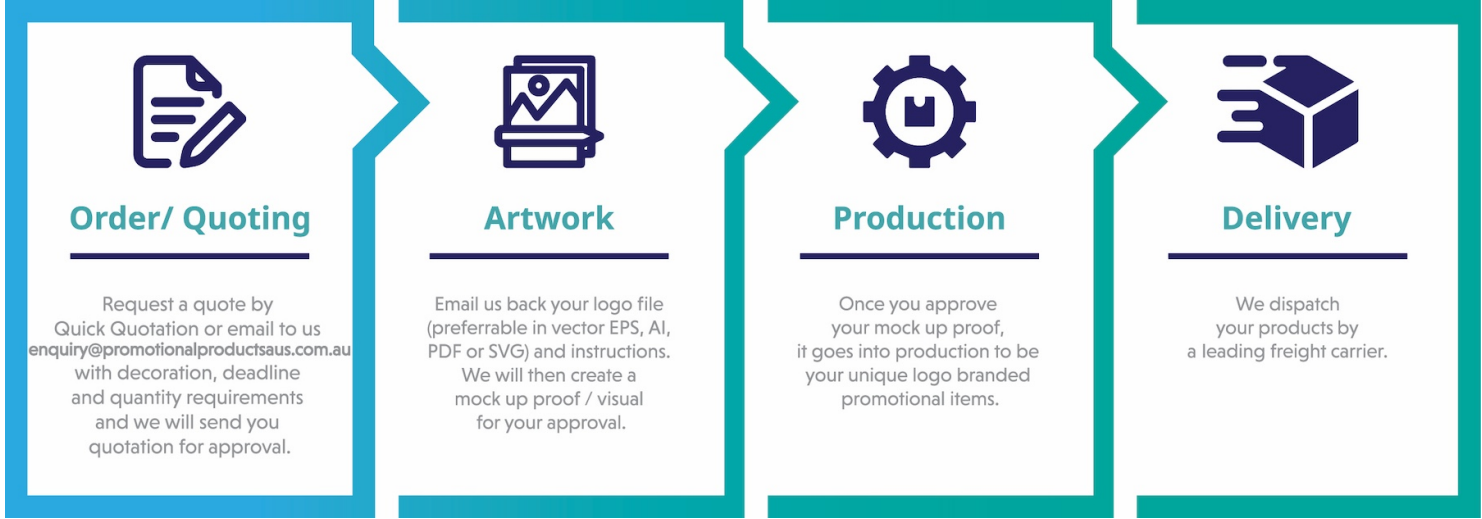 Order/ Quoting
Request a quote by
Quick Quotation or email to us
enquiry@promotionalproductsaus.com.au
with decoration, deadline
and quantity requirements
and we will send you
quotation for approval.
Artwork
Email us back your logo file
(preferrable in vector EPS, AI,
PDF or SVG) and instructions.
We will then create a
mock up proof / visual
for your approval.
Production
Once you approve
your mock up proof,
it goes into production to be
your unique logo branded
promotional items.
Delivery
We dispatch
your products by
a leading freight carrier.